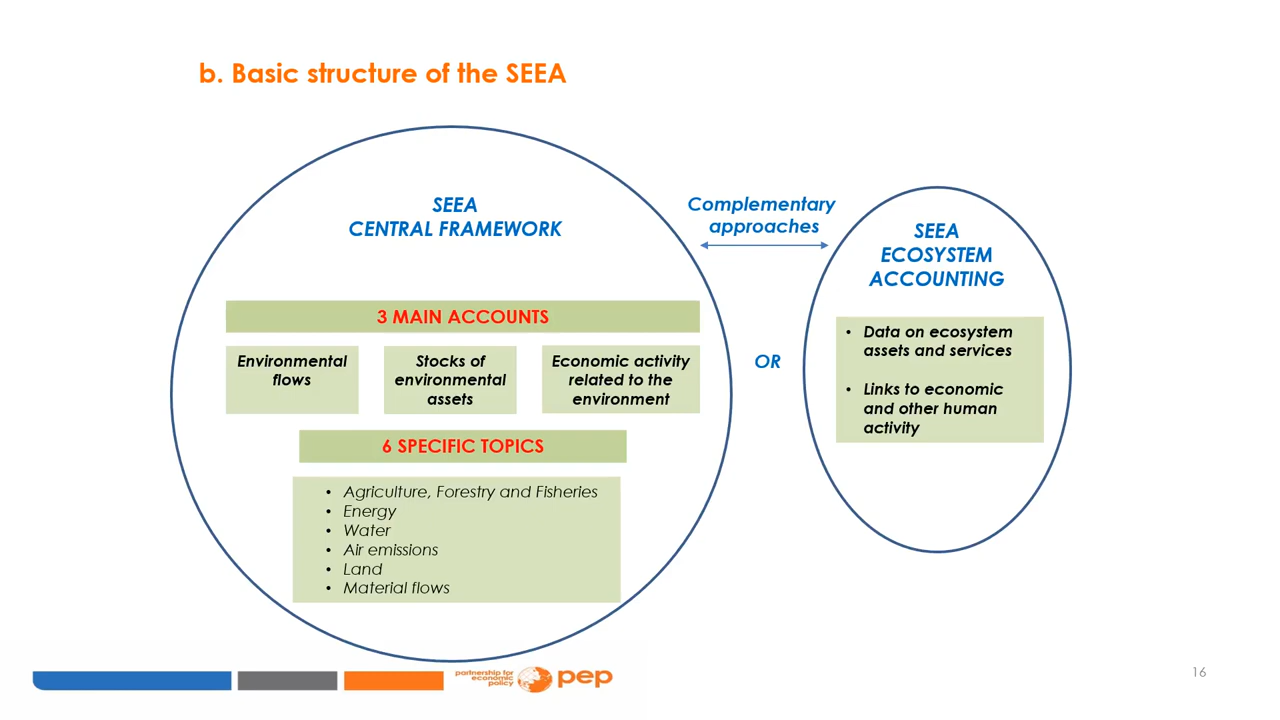 b. Basic structure of the SEEA
SEEA
CENTRAL FRAMEWORK
3 MAIN ACCOUNTS
Environmental
flows
Stocks of
environmental
assets
Economic activity
related to the
environment
6 SPECIFIC TOPICS
• Agriculture, Forestry and Fisheries
• Energy
• Water
• Air emissions
• Land
• Material flows
Complementary
approaches
OR
SEEA
ECOSYSTEM
ACCOUNTING
• Data on ecosystem
assets and services
• Links to economic
and other human
activity
partnership for
economic
policy
pep
16